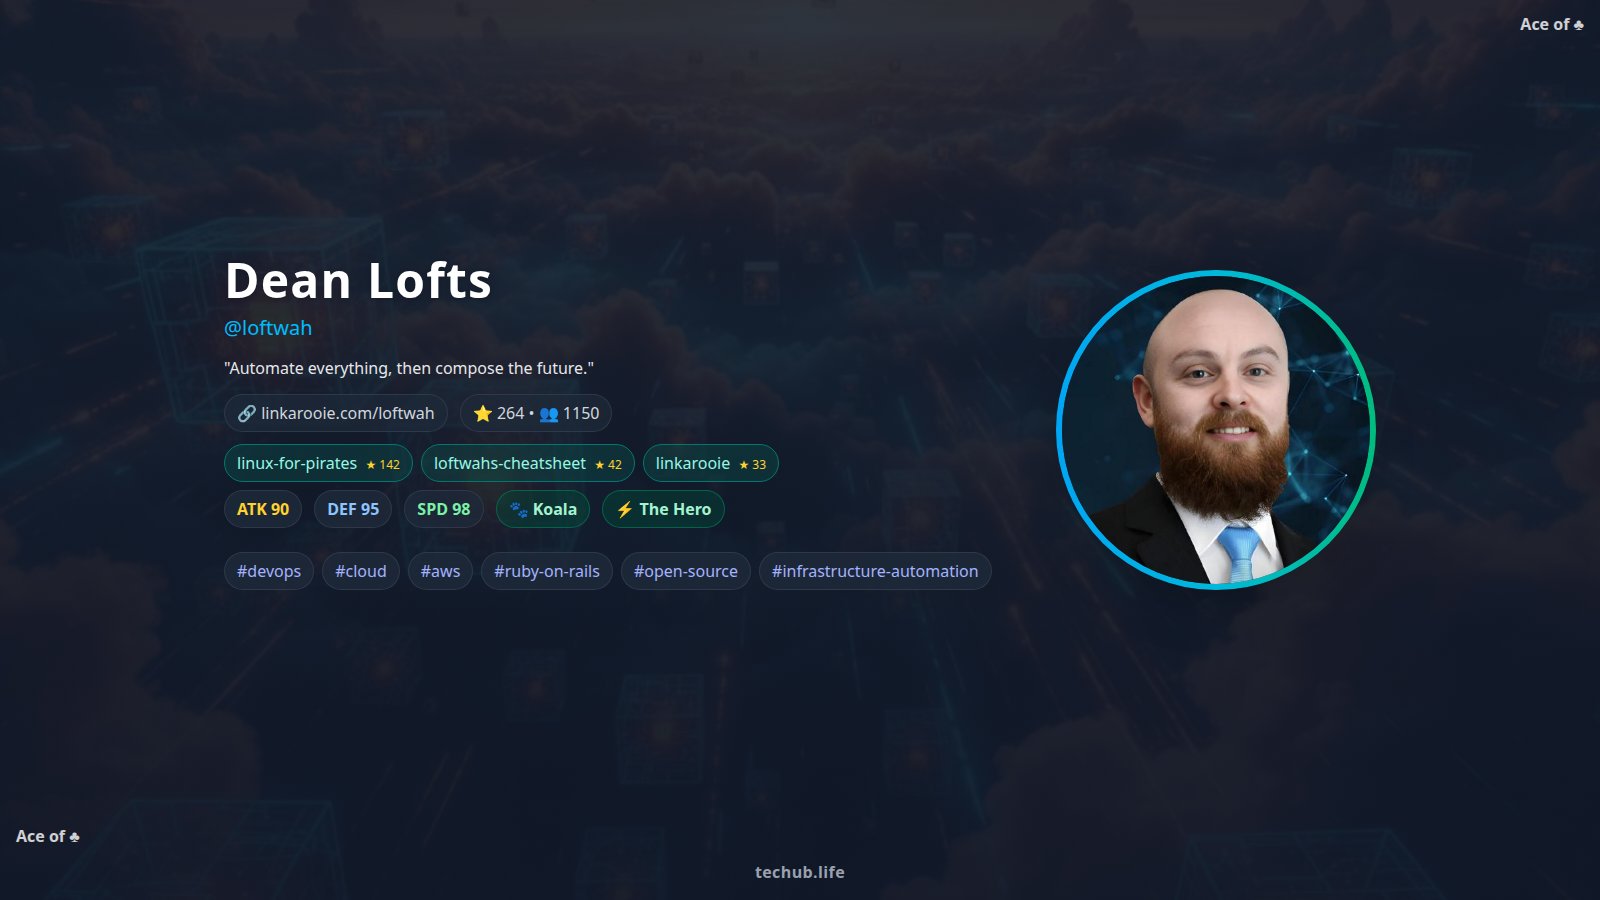 Ace of ♣
Dean Lofts
@loftwah
"Automate everything, then compose the future."
🔗 linkarooie.com/loftwah ⭐ 264 • 👥 1150
linux-for-pirates ★ 142 loftwahs-cheatsheet ★ 42 linkarooie ★ 33
ATK 90 DEF 95 SPD 98 🐾 Koala ⚡ The Hero
#devops #cloud #aws #ruby-on-rails #open-source #infrastructure-automation
Ace of ♣
techub.life